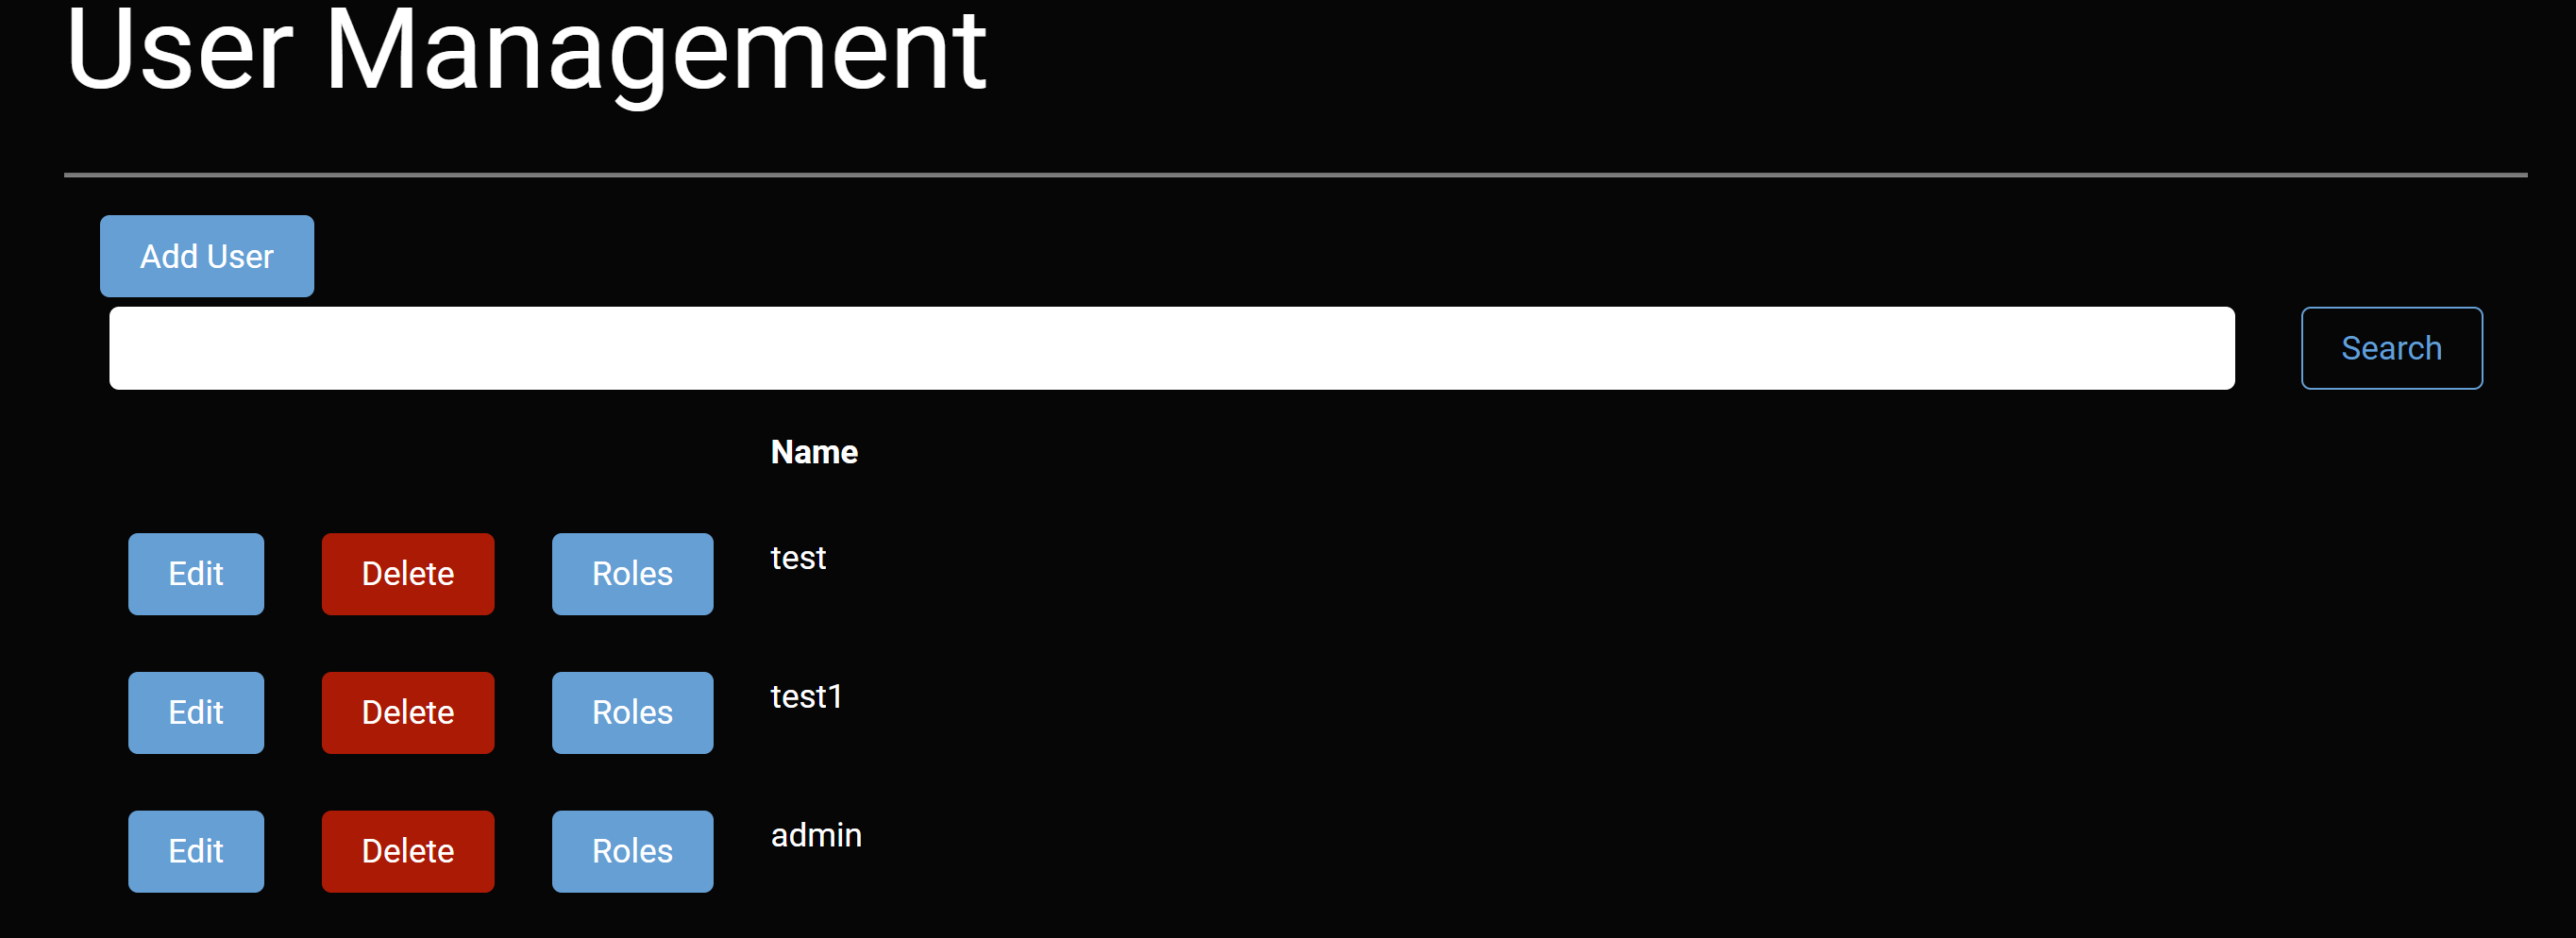 User Management
Add User
Search
Name
Edit Delete Roles test
Edit Delete Roles test1
Edit Delete Roles admin